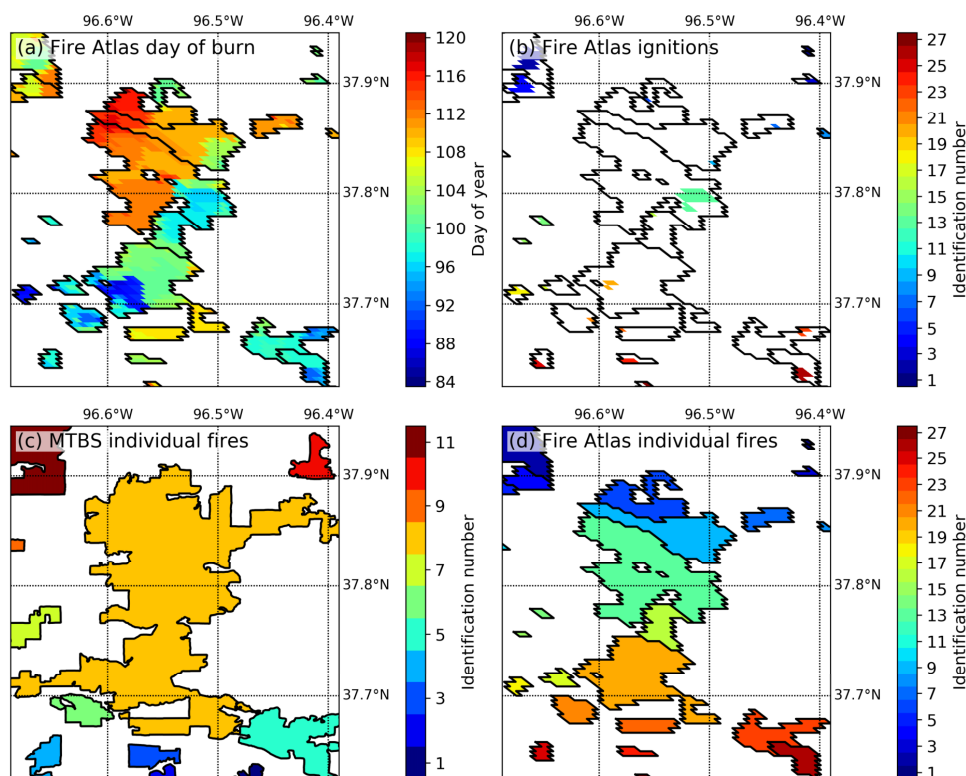 96.6°W 96.5°W 96.4°W
(a) Fire Atlas day of burn
37.9°N
37.8°N
37.7°N
120
116
112
108
104
100
96
92
88
84
Day of year
96.6°W 96.5°W 96.4°W
(b) Fire Atlas ignitions
37.9°N
37.8°N
37.7°N
27
25
23
21
19
17
15
13
11
9
7
5
3
1
Identification number
96.6°W 96.5°W 96.4°W
(c) MTBS individual fires
37.9°N
37.8°N
37.7°N
11
9
7
5
3
1
Identification number
96.6°W 96.5°W 96.4°W
(d) Fire Atlas individual fires
37.9°N
37.8°N
37.7°N
27
25
23
21
19
17
15
13
11
9
7
5
3
1
Identification number